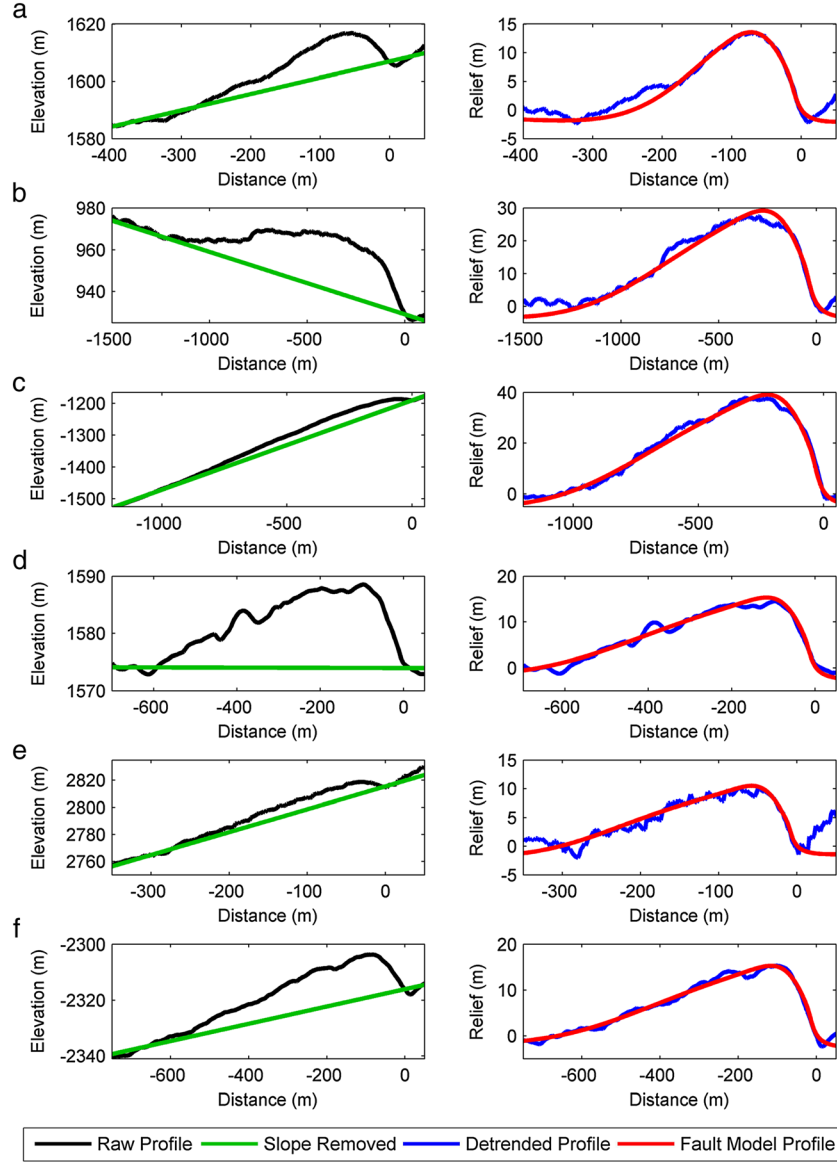 a
Elevation (m)
1620
1600
1580
-400 -300 -200 -100 0
Distance (m)
Relief (m)
15
10
5
0
-5
-400 -300 -200 -100 0
Distance (m)
b
Elevation (m)
980
960
940
-1500 -1000 -500 0
Distance (m)
Relief (m)
30
20
10
0
-1500 -1000 -500 0
Distance (m)
c
Elevation (m)
-1200
-1300
-1400
-1500
-1000 -500 0
Distance (m)
Relief (m)
40
20
0
-1000 -500 0
Distance (m)
d
Elevation (m)
1590
1580
1570
-600 -400 -200 0
Distance (m)
Relief (m)
20
10
0
-600 -400 -200 0
Distance (m)
e
Elevation (m)
2820
2800
2780
2760
-300 -200 -100 0
Distance (m)
Relief (m)
15
10
5
0
-5
-300 -200 -100 0
Distance (m)
f
Elevation (m)
-2300
-2320
-2340
-600 -400 -200 0
Distance (m)
Relief (m)
20
10
0
-600 -400 -200 0
Distance (m)
Raw Profile Slope Removed Detrended Profile Fault Model Profile